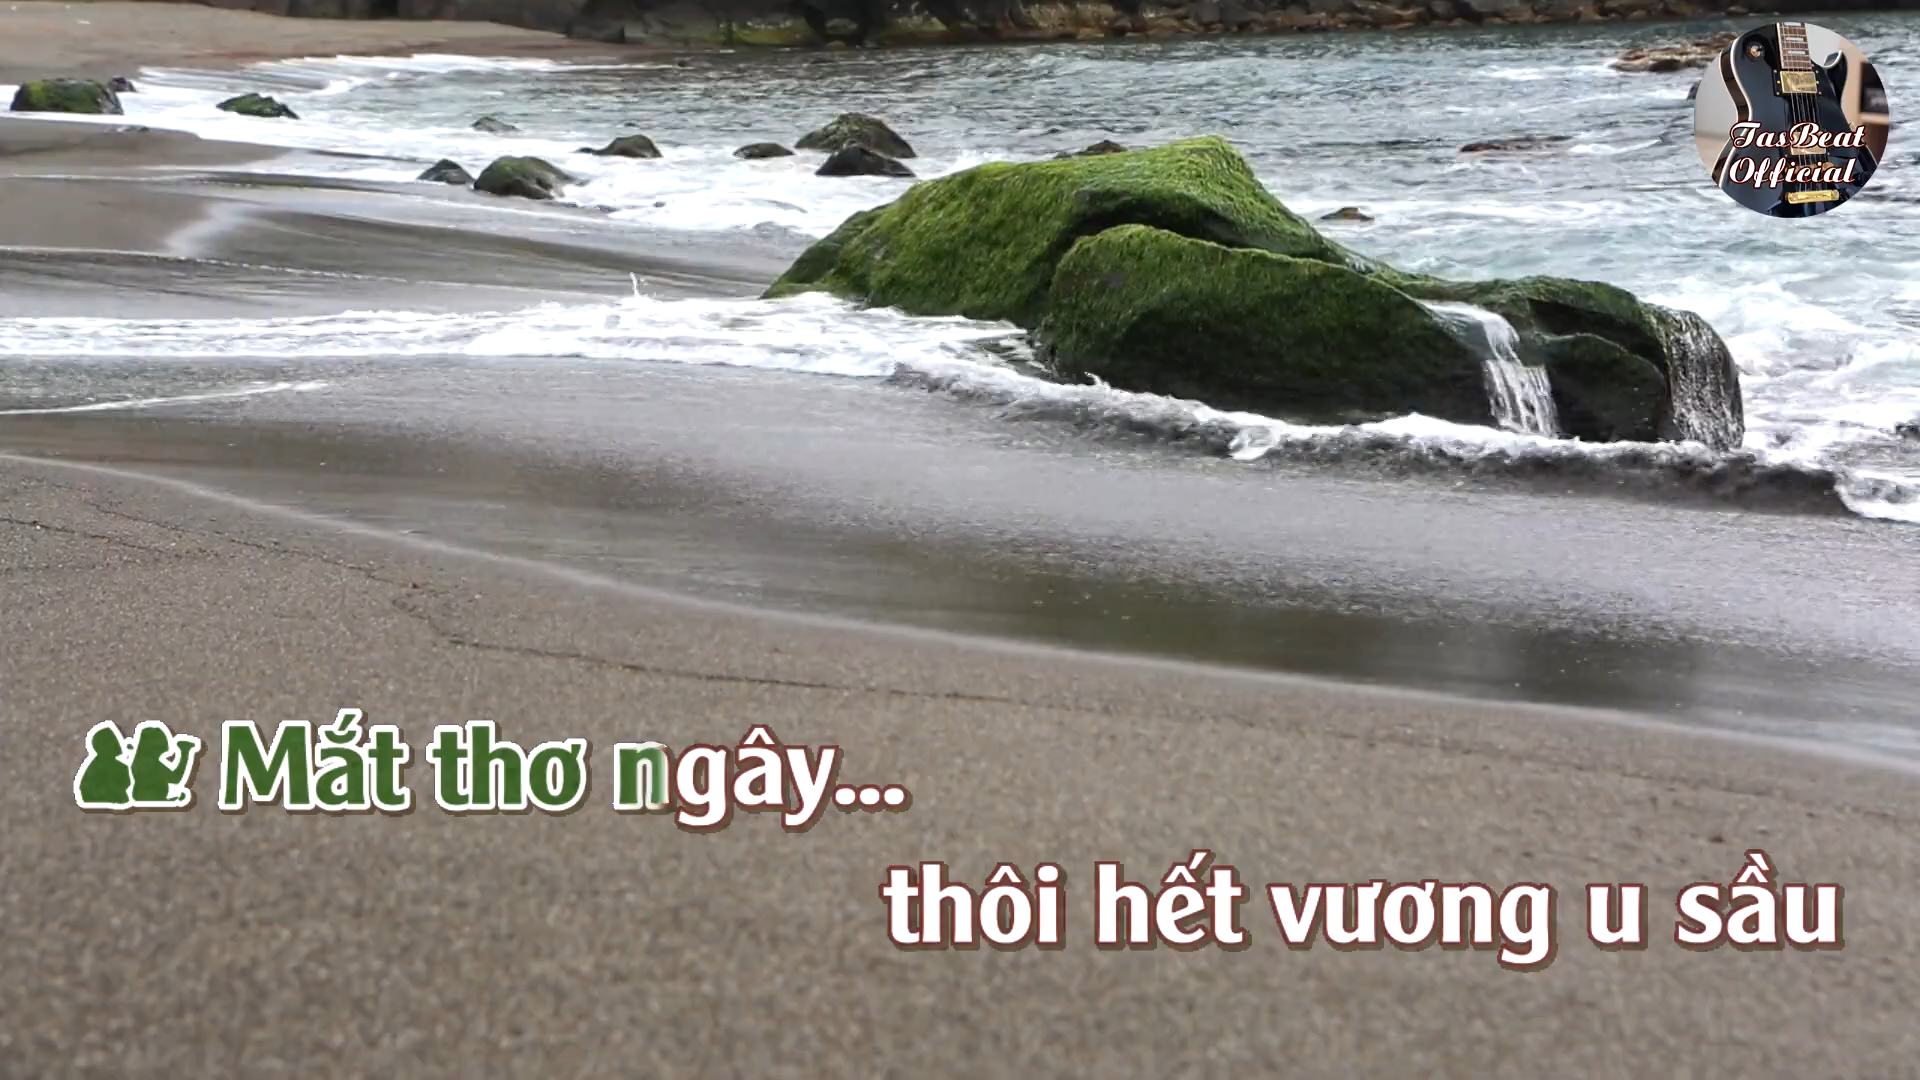 TasBeat
Official
Mắt thơ ngây...
thôi hết vương u sầu